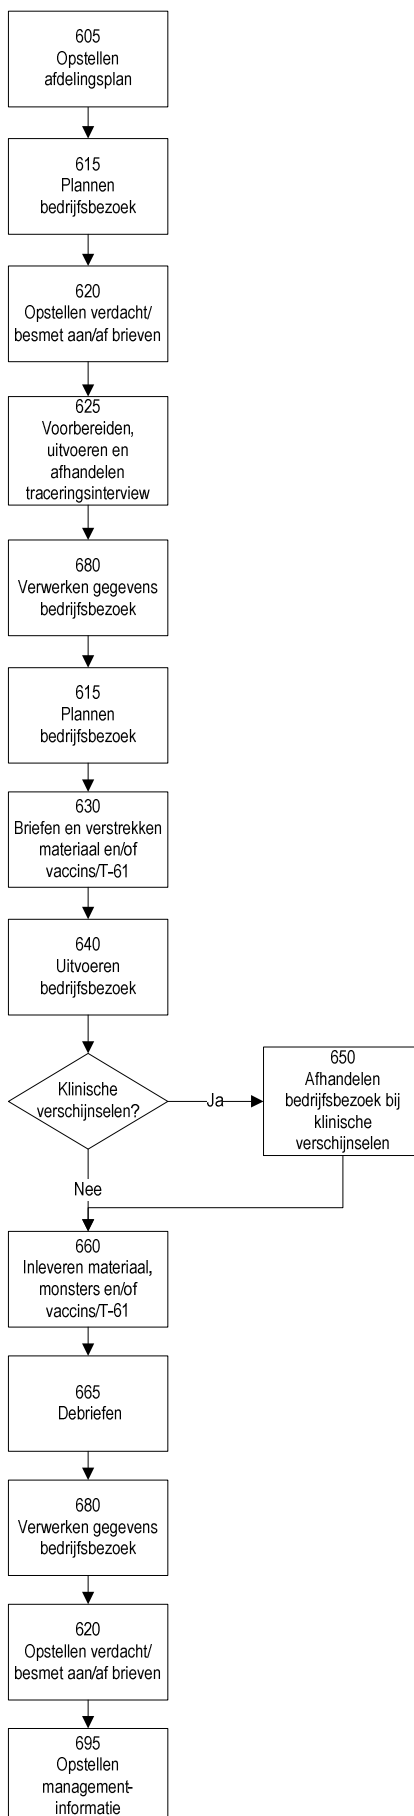 605
Opstellen
afdelingsplan
615
Plannen
bedrijfsbezoek
620
Opstellen verdacht/
besmet aan/af brieven
625
Voorbereiden,
uitvoeren en
afhandelen
traceringsinterview
680
Verwerken gegevens
bedrijfsbezoek
615
Plannen
bedrijfsbezoek
630
Briefen en verstrekken
materiaal en/of
vaccins/T-61
640
Uitvoeren
bedrijfsbezoek
Klinische
verschijnselen?
Ja
650
Afhandelen
bedrijfsbezoek bij
klinische
verschijnselen
Nee
660
Inleveren materiaal,
monsters en/of
vaccins/T-61
665
Debriefen
680
Verwerken gegevens
bedrijfsbezoek
620
Opstellen verdacht/
besmet aan/af brieven
695
Opstellen
management-
informatie